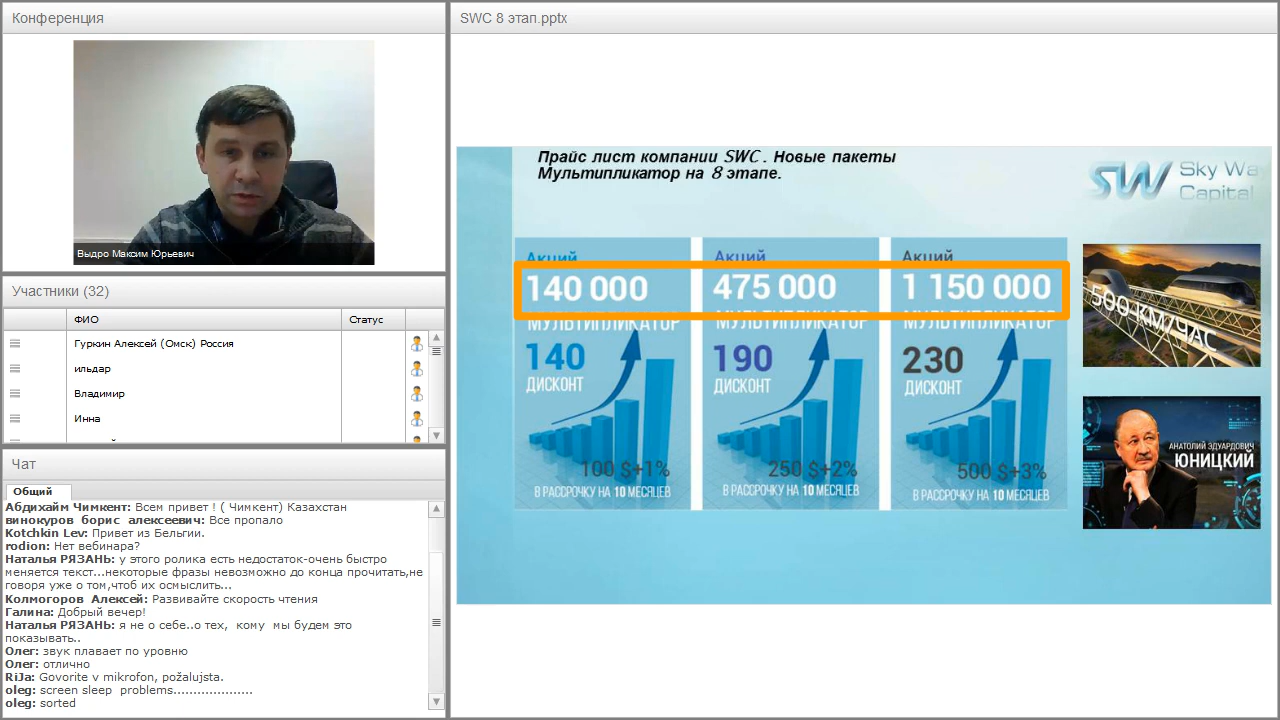 Конференция
Выдро Максим Юрьевич
Участники (32)
ФИО
Статус
Гуркин Алексей (Омск) Россия
ильдар
Владимир
Инна
Чат
Общий
Абдихайм Чимкент: Всем привет ! ( Чимкент) Казахстан
винокуров борис алексеевич: Все пропало
Kotchkin Lev: Привет из Бельгии.
rodion: Нет вебинара?
Наталья РЯЗАНЬ: у этого ролика есть недостаток-очень быстро
меняется текст...некоторые фразы невозможно до конца прочитать,не
говоря уже о том,чтоб их осмыслить...
Колмогоров Алексей: Развивайте скорость чтения
Галина: Добрый вечер!
Наталья РЯЗАНЬ: я не о себе..о тех, кому мы будем это
показывать..
Олег: звук плавает по уровню
Олег: отлично
RiJa: Govorite v mikrofon, požalujsta.
oleg: screen sleep problems....................
oleg: sorted
SWC 8 этап.pptx
Прайс лист компании SWC. Новые пакеты
Мультипликатор на 8 этапе.
SW Sky Wa
Capital
Акций
140 000
МУЛЬТИПЛИКАТОР
140
ДИСКОНТ
100 $+1%
В РАССРОЧКУ НА 10 МЕСЯЦЕВ
Акций
475 000
МУЛЬТИПЛИКАТОР
190
ДИСКОНТ
250 $+2%
В РАССРОЧКУ НА 10 МЕСЯЦЕВ
Акций
1 150 000
МУЛЬТИПЛИКАТОР
230
ДИСКОНТ
500 $+3%
В РАССРОЧКУ НА 10 МЕСЯЦЕВ
500 КМ/ЧАС
АНАТОЛИЙ ЭДУАРДОВИЧ
ЮНИЦКИЙ